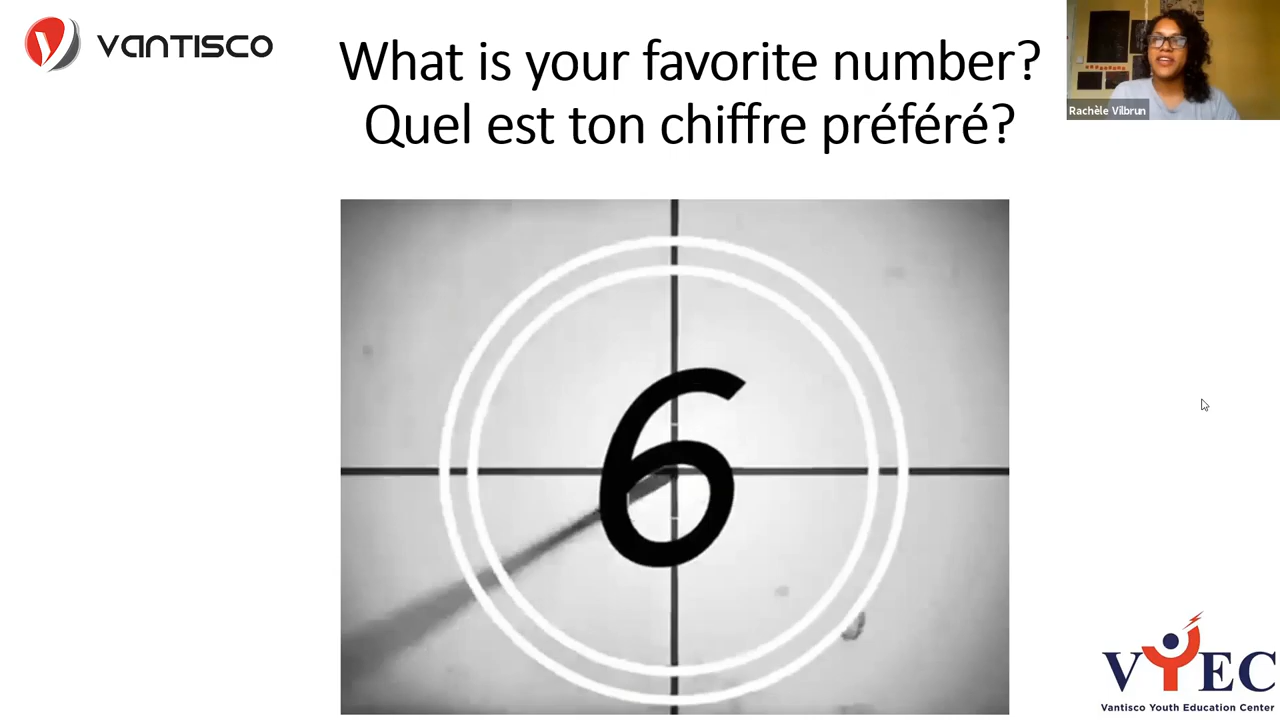 VANTISCO
What is your favorite number?
Quel est ton chiffre préféré?
Rachèle Vilbrun
6
VYEC
Vantisco Youth Education Center